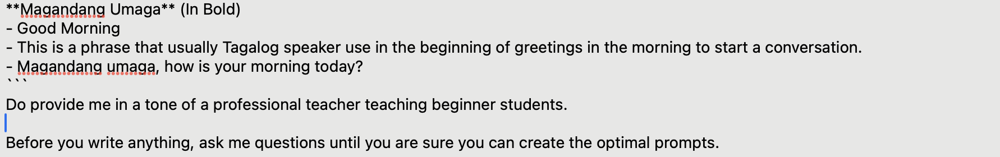 **Magandang Umaga** (In Bold)
- Good Morning
- This is a phrase that usually Tagalog speaker use in the beginning of greetings in the morning to start a conversation.
- Magandang umaga, how is your morning today?
```
Do provide me in a tone of a professional teacher teaching beginner students.
Before you write anything, ask me questions until you are sure you can create the optimal prompts.